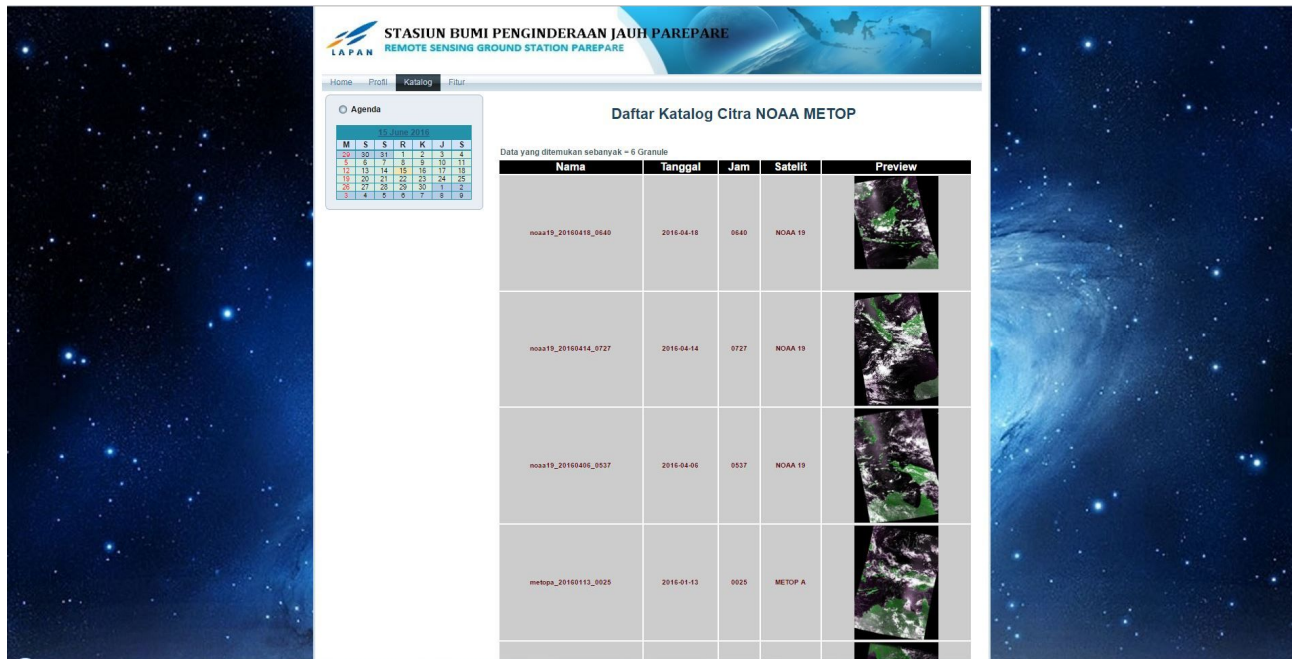 LAPAN
STASIUN BUMI PENGINDERAAN JAUH PAREPARE
REMOTE SENSING GROUND STATION PAREPARE
Home Profil Katalog Fitur
Agenda
15 June 2016
M S S R K J S
29 30 31 1 2 3 4
5 6 7 8 9 10 11
12 13 14 15 16 17 18
19 20 21 22 23 24 25
26 27 28 29 30 1 2
3 4 5 6 7 8 9
Daftar Katalog Citra NOAA METOP
Data yang ditemukan sebanyak = 6 Granule
Nama Tanggal Jam Satelit Preview
noaa19_20160418_0640 2016-04-18 0640 NOAA 19
noaa19_20160414_0727 2016-04-14 0727 NOAA 19
noaa19_20160406_0537 2016-04-06 0537 NOAA 19
metopa_20160113_0025 2016-01-13 0025 METOP A